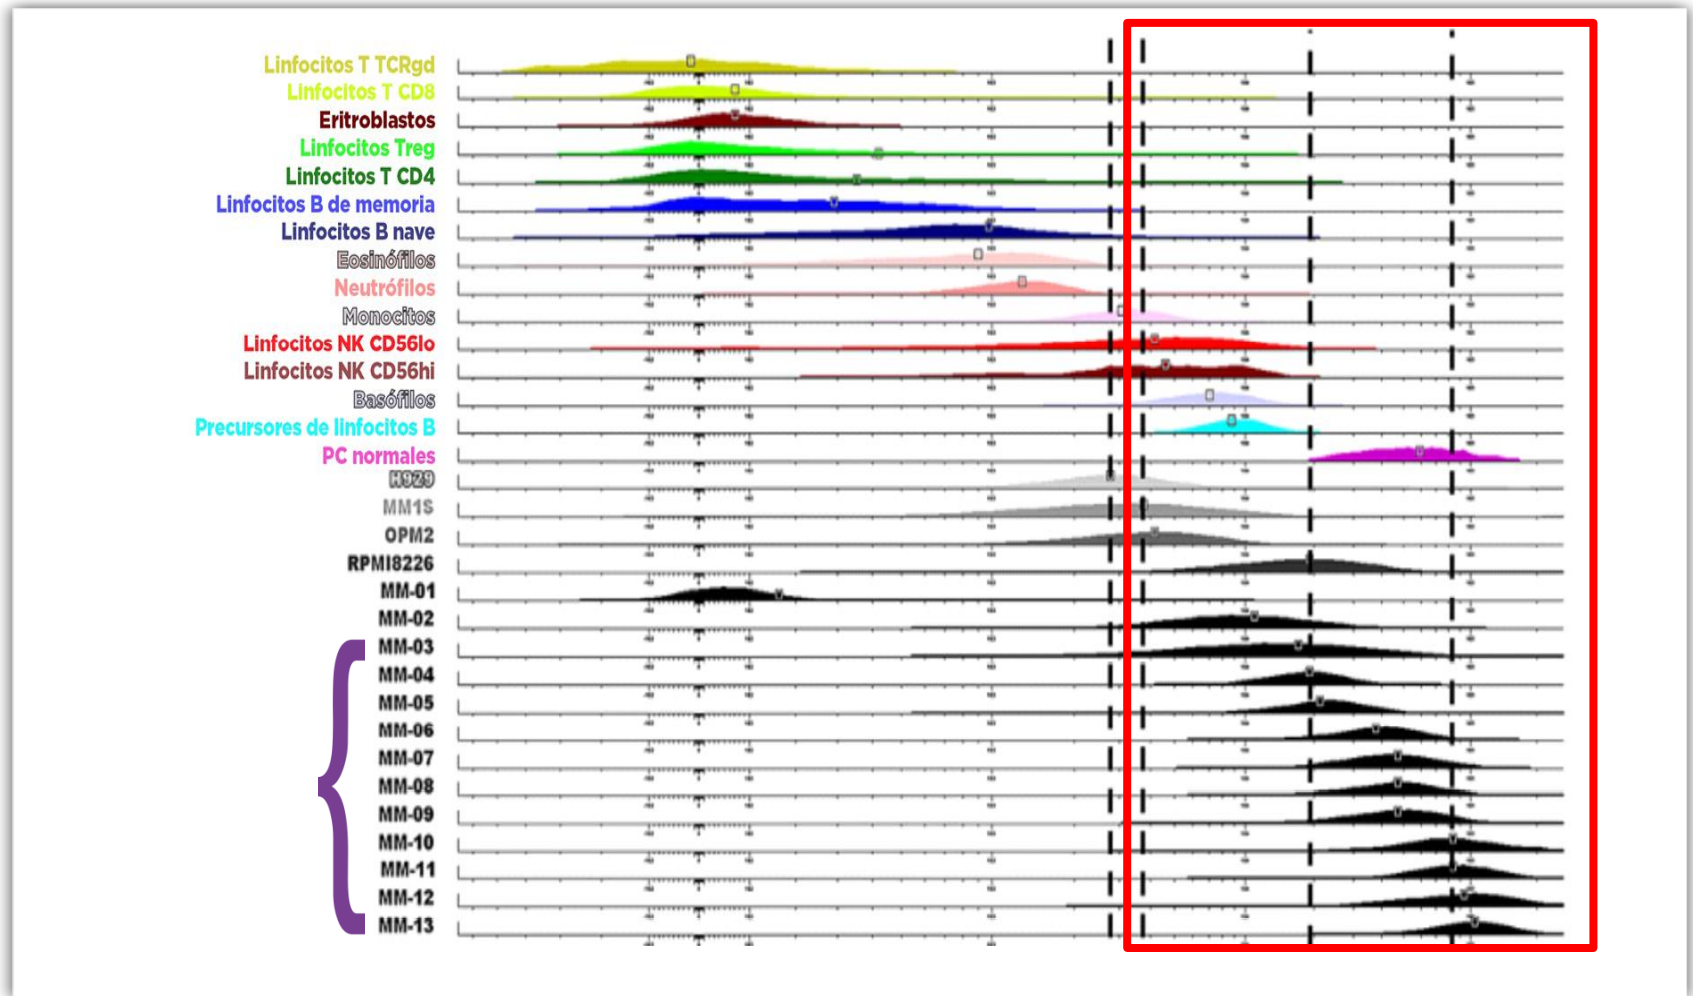 Linfocitos T TCRgd
Linfocitos T CD8
Eritroblastos
Linfocitos Treg
Linfocitos T CD4
Linfocitos B de memoria
Linfocitos B nave
Eosinófilos
Neutrófilos
Monocitos
Linfocitos NK CD56lo
Linfocitos NK CD56hi
Basófilos
Precursores de linfocitos B
PC normales
H929
MM1S
OPM2
RPMI8226
MM-01
MM-02
MM-03
MM-04
MM-05
MM-06
MM-07
MM-08
MM-09
MM-10
MM-11
MM-12
MM-13